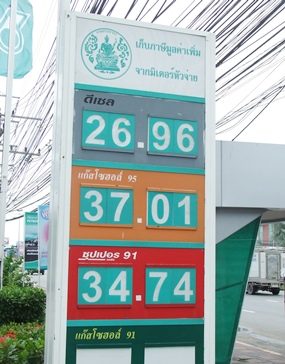 เก็บภาษีมูลค่าเพิ่ม
จากมิเตอร์หัวจ่าย
ดีเซล
26.96
แก๊สโซฮอล์ 95
37.01
ซุปเปอร์ 91
34.74
แก๊สโซฮอล์ 91